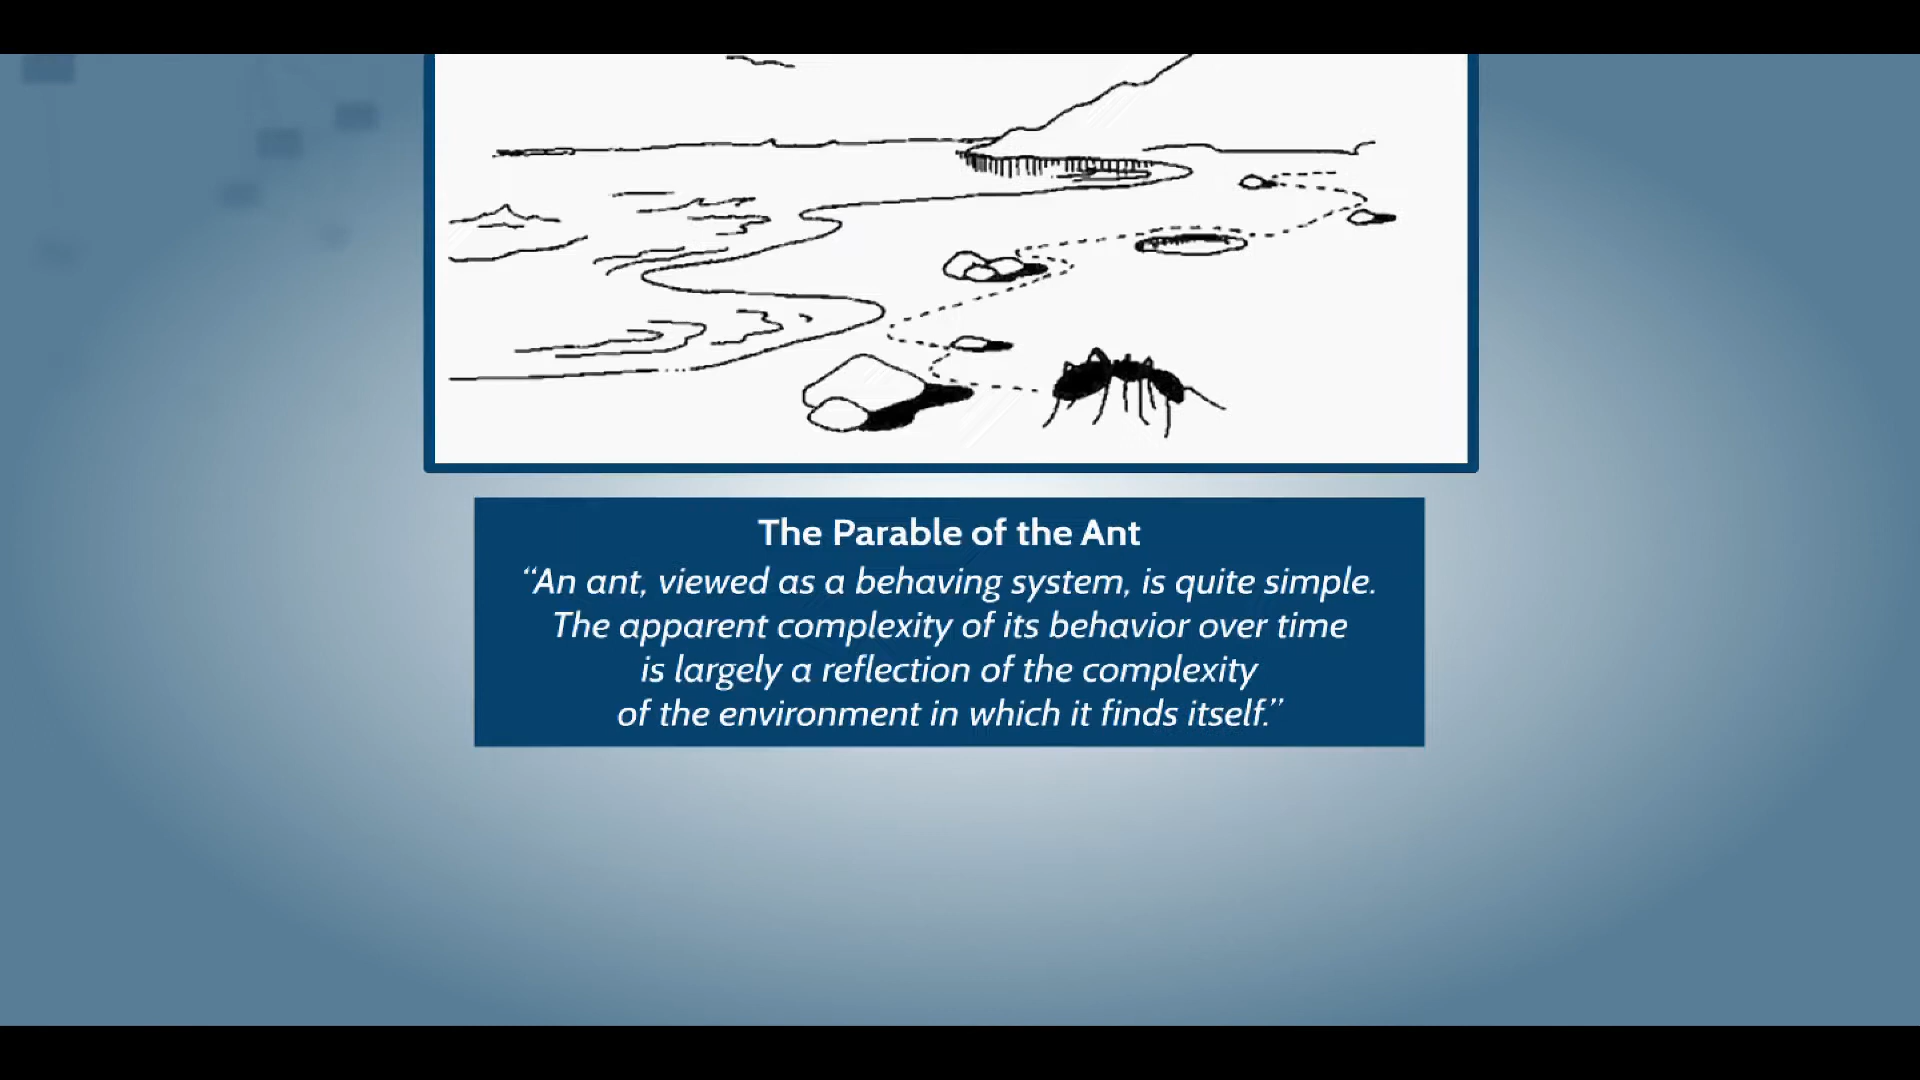 The Parable of the Ant
“An ant, viewed as a behaving system, is quite simple.
The apparent complexity of its behavior over time
is largely a reflection of the complexity
of the environment in which it finds itself.”